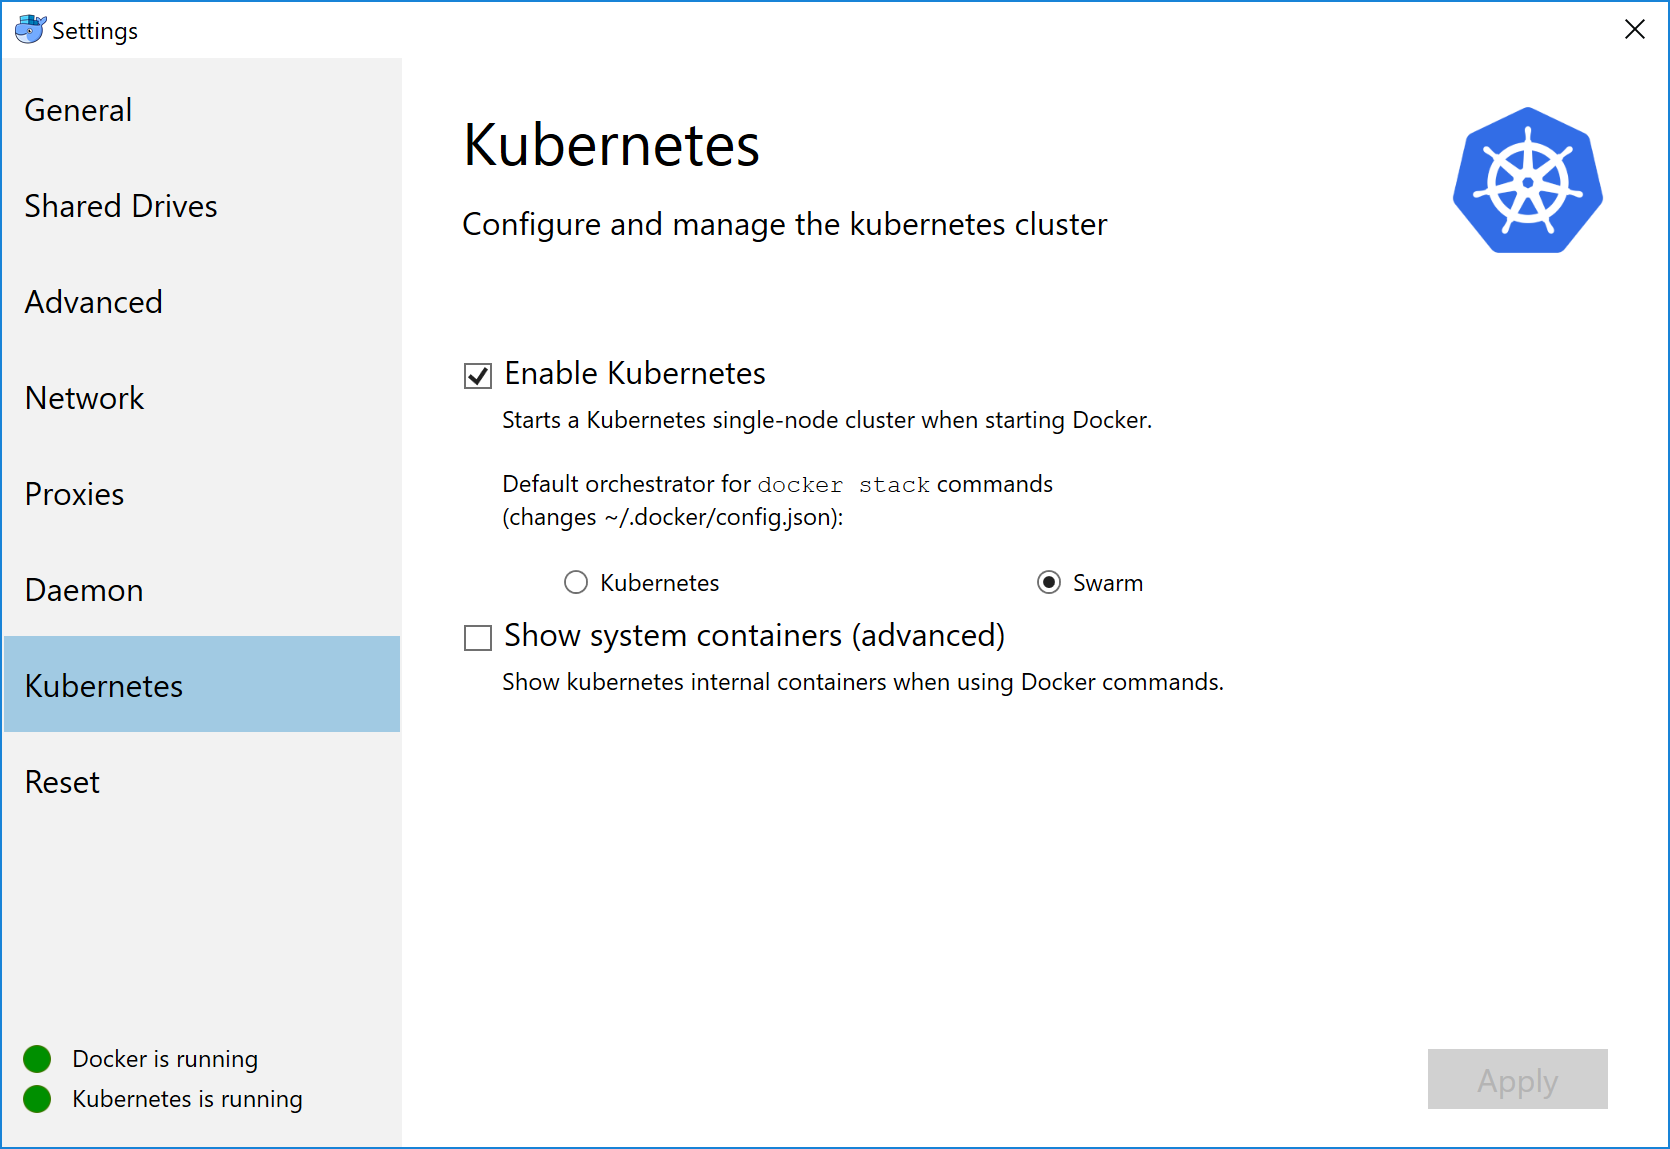 Settings
General
Shared Drives
Advanced
Network
Proxies
Daemon
Kubernetes
Reset
Docker is running
Kubernetes is running
Kubernetes
Configure and manage the kubernetes cluster
Enable Kubernetes
Starts a Kubernetes single-node cluster when starting Docker.
Default orchestrator for docker stack commands
(changes ~/.docker/config.json):
Kubernetes Swarm
Show system containers (advanced)
Show kubernetes internal containers when using Docker commands.
Apply